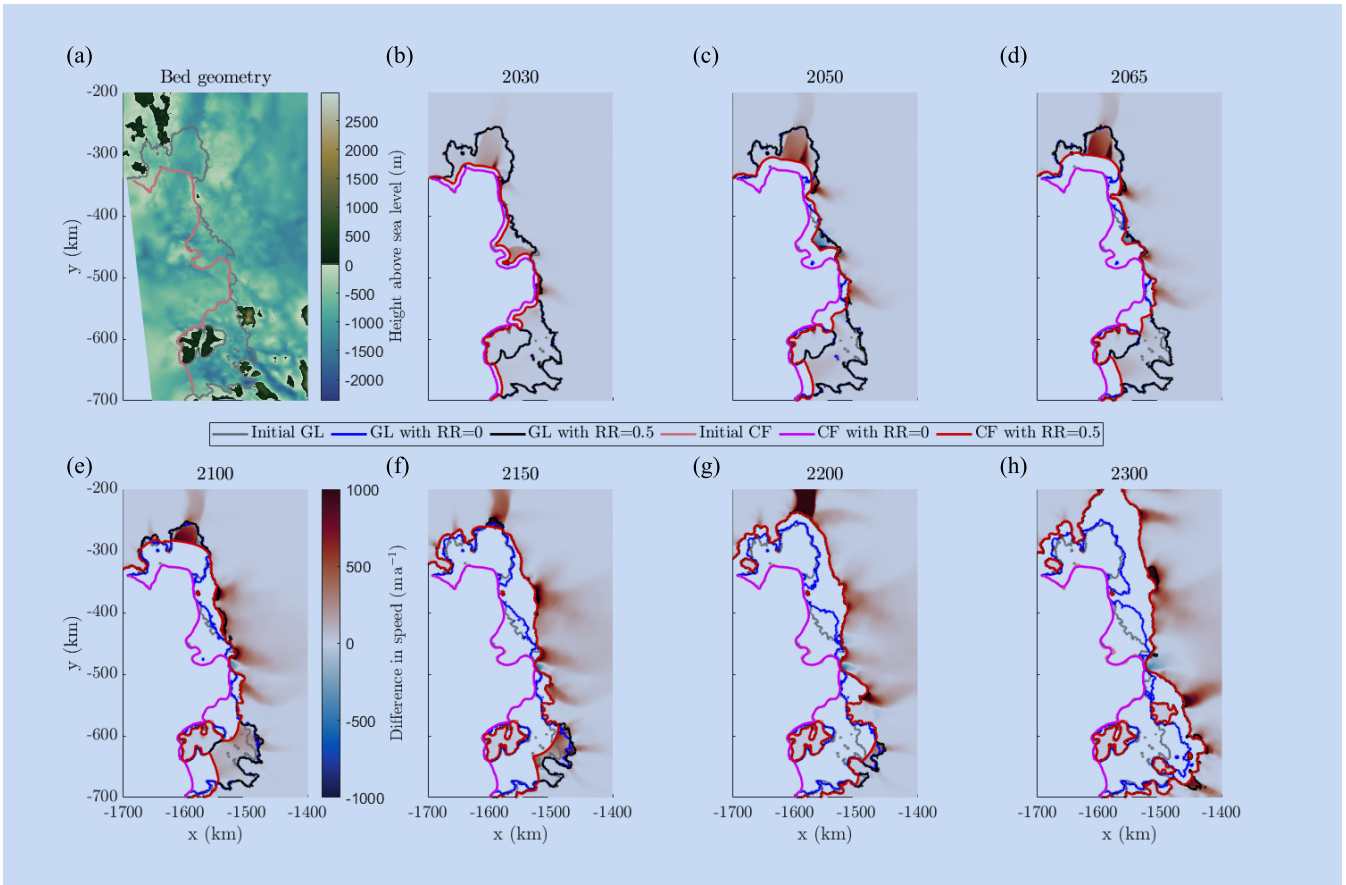 (a) (b) (c) (d)
Bed geometry 2030 2050 2065
-200
-300
-400
-500
-600
-700
y (km)
2500
2000
1500
1000
500
0
-500
-1000
-1500
-2000
Height above sea level (m)
Initial GL GL with RR=0 GL with RR=0.5 Initial CF CF with RR=0 CF with RR=0.5
(e) (f) (g) (h)
2100 2150 2200 2300
-200
-300
-400
-500
-600
-700
y (km)
1000
500
0
-500
-1000
Difference in speed (m a⁻¹)
-1700 -1600 -1500 -1400 -1700 -1600 -1500 -1400 -1700 -1600 -1500 -1400 -1700 -1600 -1500 -1400
x (km) x (km) x (km) x (km)